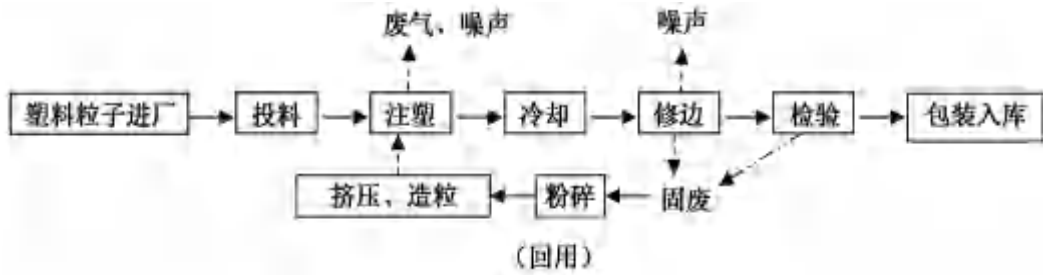 废气、噪声
噪声
塑料粒子进厂
投料
注塑
冷却
修边
检验
包装入库
挤压、造粒
粉碎
固废
（回用）